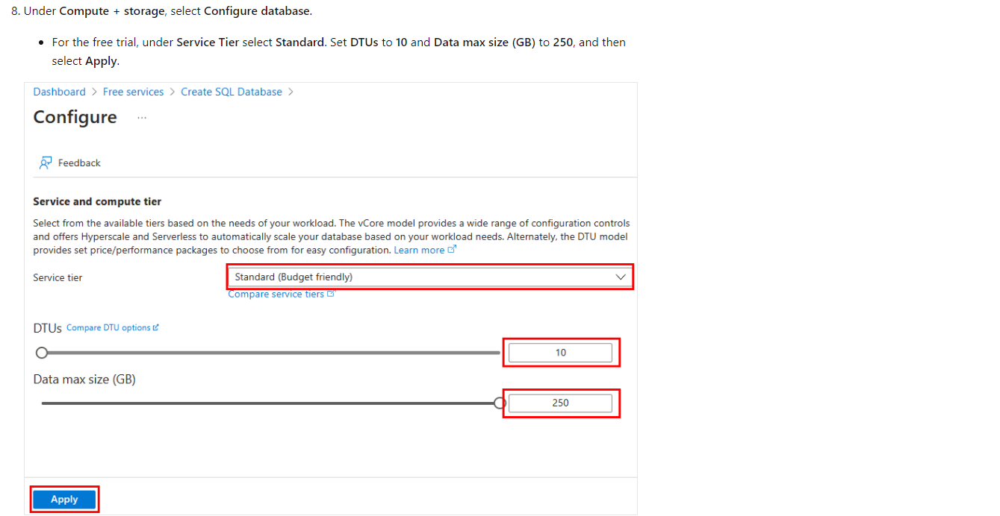 8. Under Compute + storage, select Configure database.
• For the free trial, under Service Tier select Standard. Set DTUs to 10 and Data max size (GB) to 250, and then
select Apply.
Dashboard > Free services > Create SQL Database >
Configure ...
Feedback
Service and compute tier
Select from the available tiers based on the needs of your workload. The vCore model provides a wide range of configuration controls
and offers Hyperscale and Serverless to automatically scale your database based on your workload needs. Alternately, the DTU model
provides set price/performance packages to choose from for easy configuration. Learn more
Service tier
Standard (Budget friendly)
Compare service tiers
DTUs Compare DTU options
10
Data max size (GB)
250
Apply